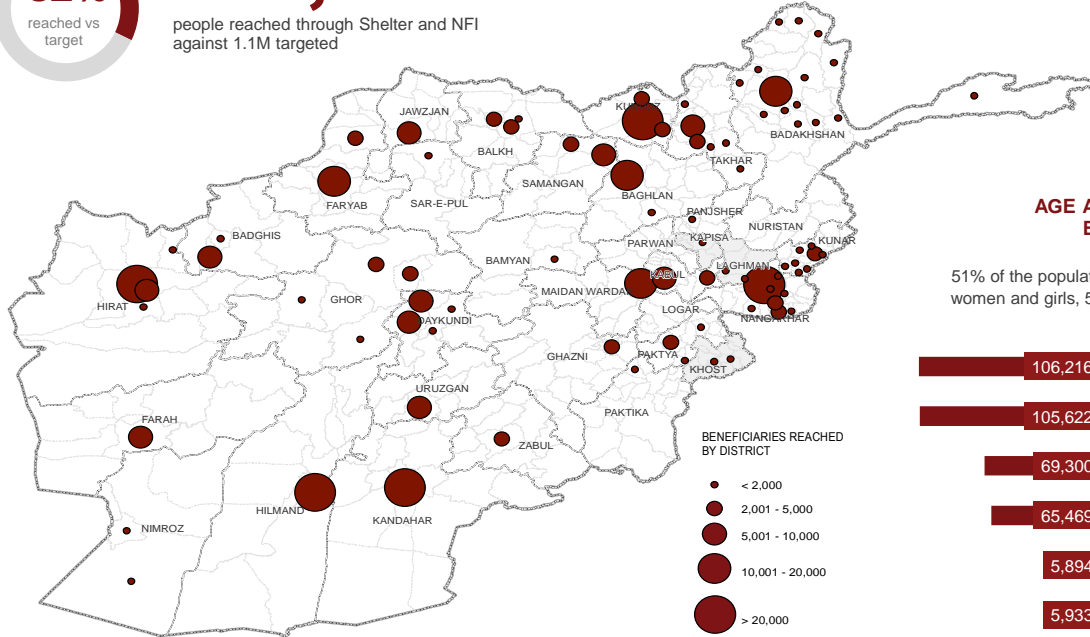 reached vs
target
people reached through Shelter and NFI
against 1.1M targeted
JAWZJAN
BALKH
BADAKHSHAN
TAKHAR
SAMANGAN
BAGHLAN
FARYAB
SAR-E-PUL
PANJSHER
NURISTAN
BADGHIS
PARWAN
KAPISA
KUNAR
BAMYAN
LAGHMAN
KABUL
HIRAT
GHOR
MAIDAN WARDA
LOGAR
DAYKUNDI
NANGARHAR
GHAZNI
PAKTYA
KHOST
URUZGAN
PAKTIKA
FARAH
ZABUL
HILMAND
KANDAHAR
NIMROZ
BENEFICIARIES REACHED
BY DISTRICT
< 2,000
2,001 - 5,000
5,001 - 10,000
10,001 - 20,000
> 20,000
AGE A
51% of the populat
women and girls, 5
106,216
105,622
69,300
65,469
5,894
5,933